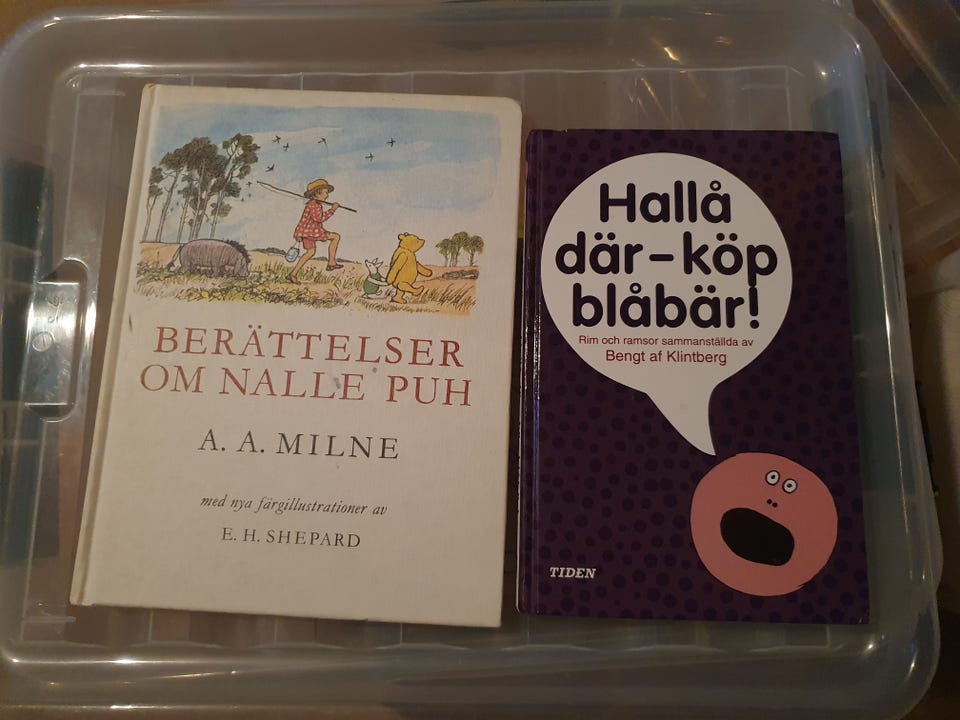 BERÄTTELSER
OM NALLE PUH
A. A. MILNE
med nya färgillustrationer av
E. H. SHEPARD
Hallå
där – köp
blåbär!
Rim och ramsor sammanställda av
Bengt af Klintberg
TIDEN